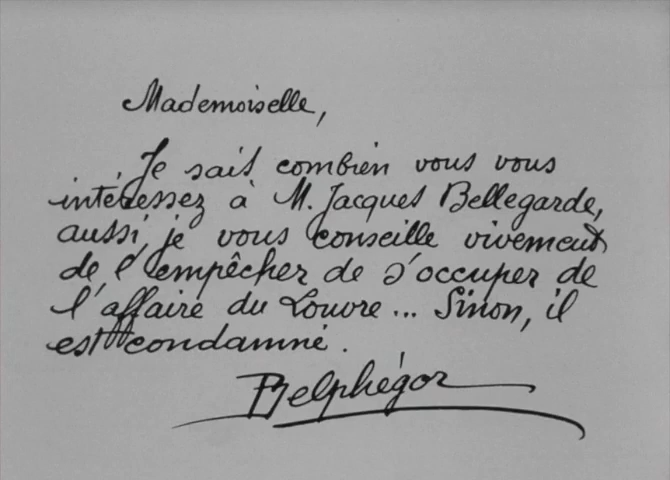 Mademoiselle,
Je sais combien vous vous
intéressez à M. Jacques Bellegarde,
aussi, je vous conseille vivement
de l'empêcher de s'occuper de
l'affaire du Louvre... Sinon, il
est condamné.
Belphégor